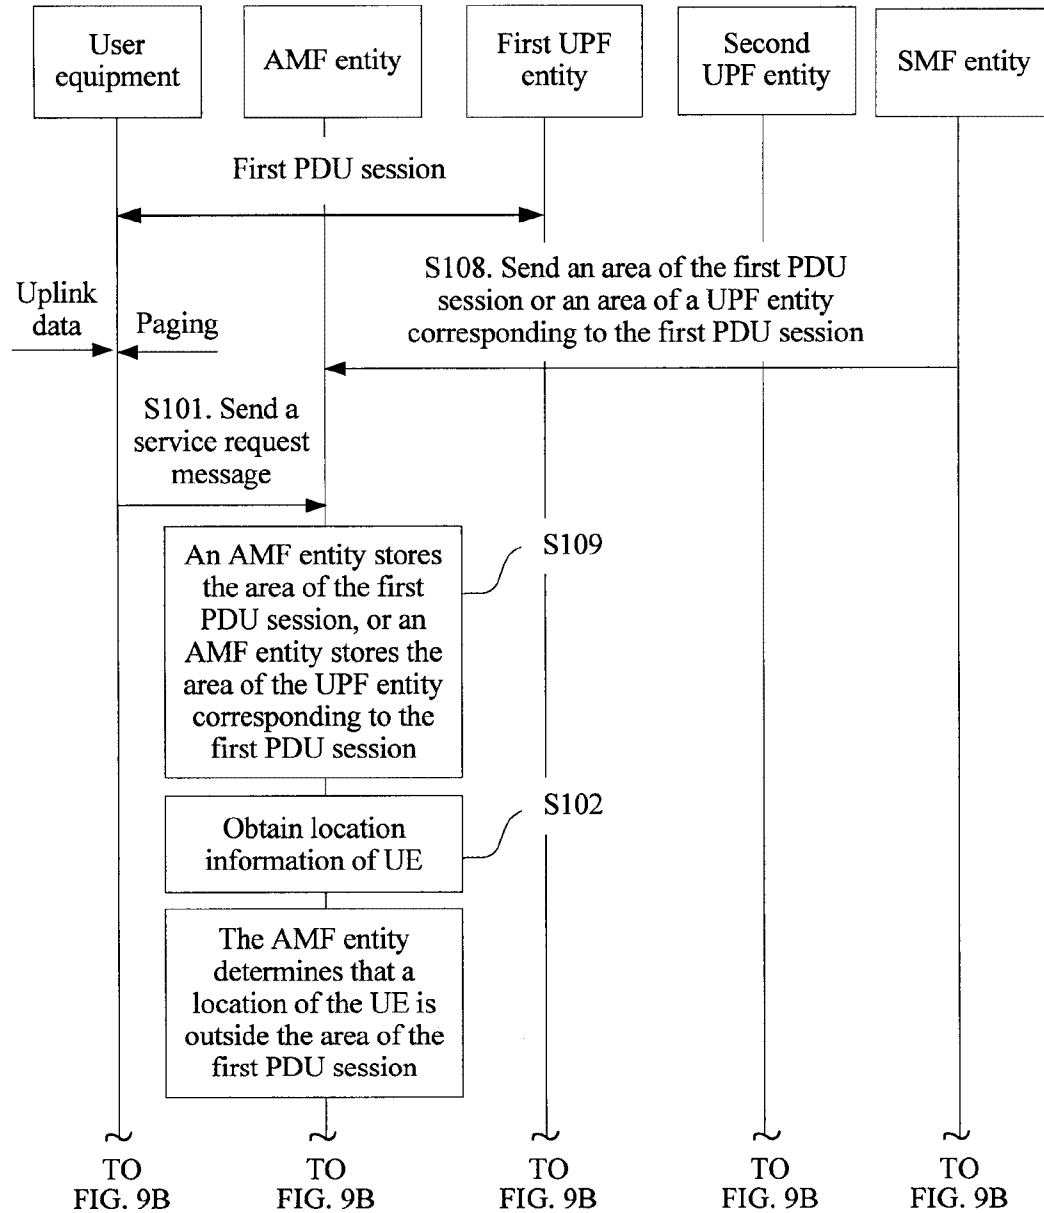 User
equipment
AMF entity
First UPF
entity
Second
UPF entity
SMF entity
First PDU session
S108. Send an area of the first PDU
session or an area of a UPF entity
corresponding to the first PDU session
Uplink
data
Paging
S101. Send a
service request
message
S109
An AMF entity stores
the area of the first
PDU session, or an
AMF entity stores the
area of the UPF entity
corresponding to the
first PDU session
S102
Obtain location
information of UE
The AMF entity
determines that a
location of the UE is
outside the area of the
first PDU session
TO
FIG. 9B
TO
FIG. 9B
TO
FIG. 9B
TO
FIG. 9B
TO
FIG. 9B